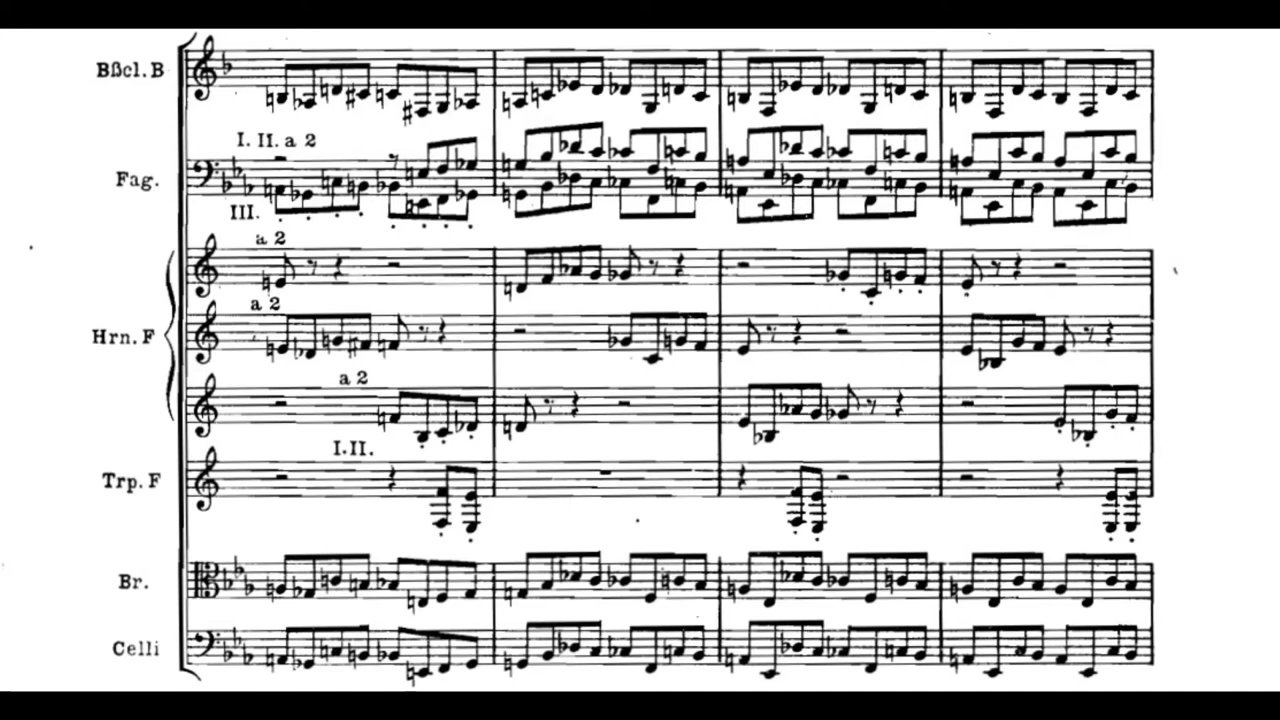 Bßcl. B
I. II. a 2
Fag.
III.
a 2
a 2
Hrn. F
a 2
I. II.
Trp. F
Br.
Celli